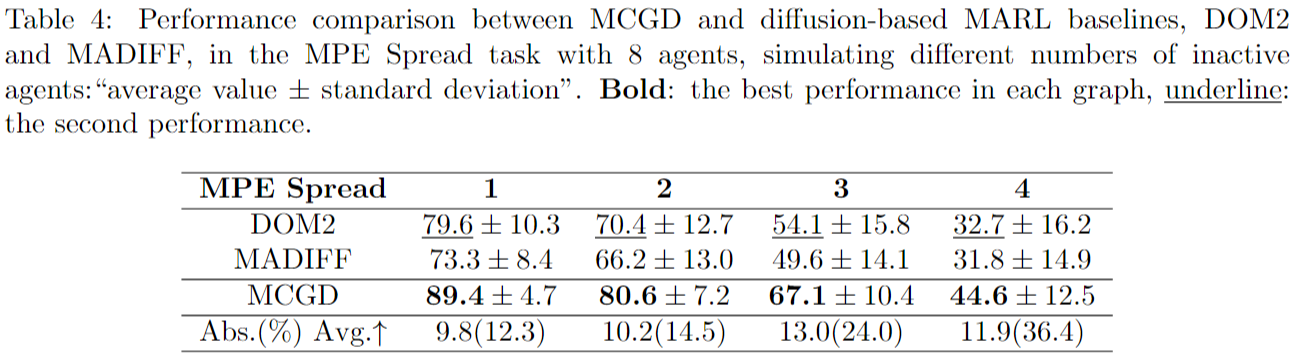 Table 4: Performance comparison between MCGD and diffusion-based MARL baselines, DOM2
and MADIFF, in the MPE Spread task with 8 agents, simulating different numbers of inactive
agents:“average value ± standard deviation”. Bold: the best performance in each graph, underline:
the second performance.
MPE Spread 1 2 3 4
DOM2 79.6 ± 10.3 70.4 ± 12.7 54.1 ± 15.8 32.7 ± 16.2
MADIFF 73.3 ± 8.4 66.2 ± 13.0 49.6 ± 14.1 31.8 ± 14.9
MCGD 89.4 ± 4.7 80.6 ± 7.2 67.1 ± 10.4 44.6 ± 12.5
Abs.(%) Avg.↑ 9.8(12.3) 10.2(14.5) 13.0(24.0) 11.9(36.4)